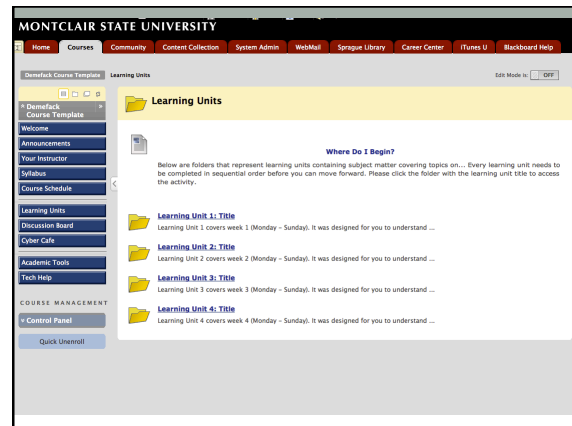 MONTCLAIR STATE UNIVERSITY
Home Courses Community Content Collection System Admin WebMail Sprague Library Career Center iTunes U Blackboard Help
Demefack Course Template Learning Units Edit Mode is: OFF
Demefack
Course Template
Welcome
Announcements
Your Instructor
Syllabus
Course Schedule
Learning Units
Discussion Board
Cyber Cafe
Academic Tools
Tech Help
COURSE MANAGEMENT
Control Panel
Quick Unenroll
Learning Units
Where Do I Begin?
Below are folders that represent learning units containing subject matter covering topics on... Every learning unit needs to
be completed in sequential order before you can move forward. Please click the folder with the learning unit title to access
the activity.
Learning Unit 1: Title
Learning Unit 1 covers week 1 (Monday – Sunday). It was designed for you to understand ...
Learning Unit 2: Title
Learning Unit 2 covers week 2 (Monday – Sunday). It was designed for you to understand ...
Learning Unit 3: Title
Learning Unit 3 covers week 3 (Monday – Sunday). It was designed for you to understand ...
Learning Unit 4: Title
Learning Unit 4 covers week 4 (Monday – Sunday). It was designed for you to understand ...